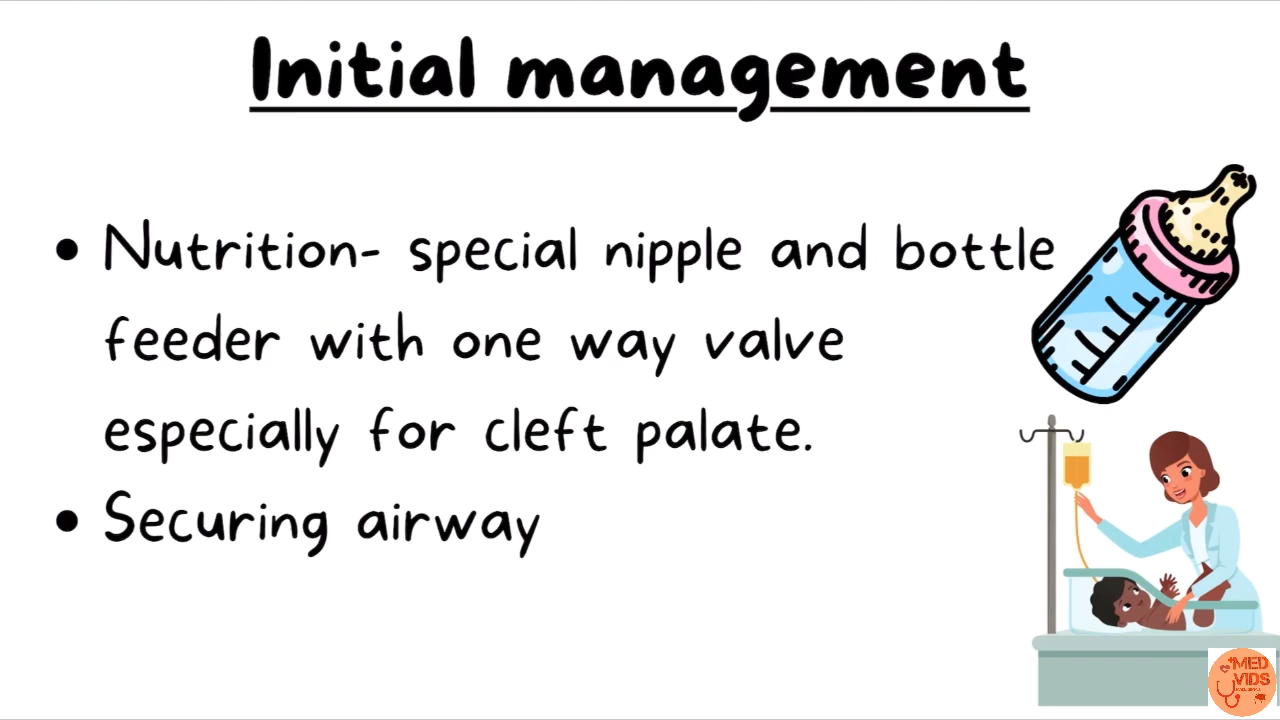 Initial management
• Nutrition- special nipple and bottle
feeder with one way valve
especially for cleft palate.
• Securing airway
MED
VIDS